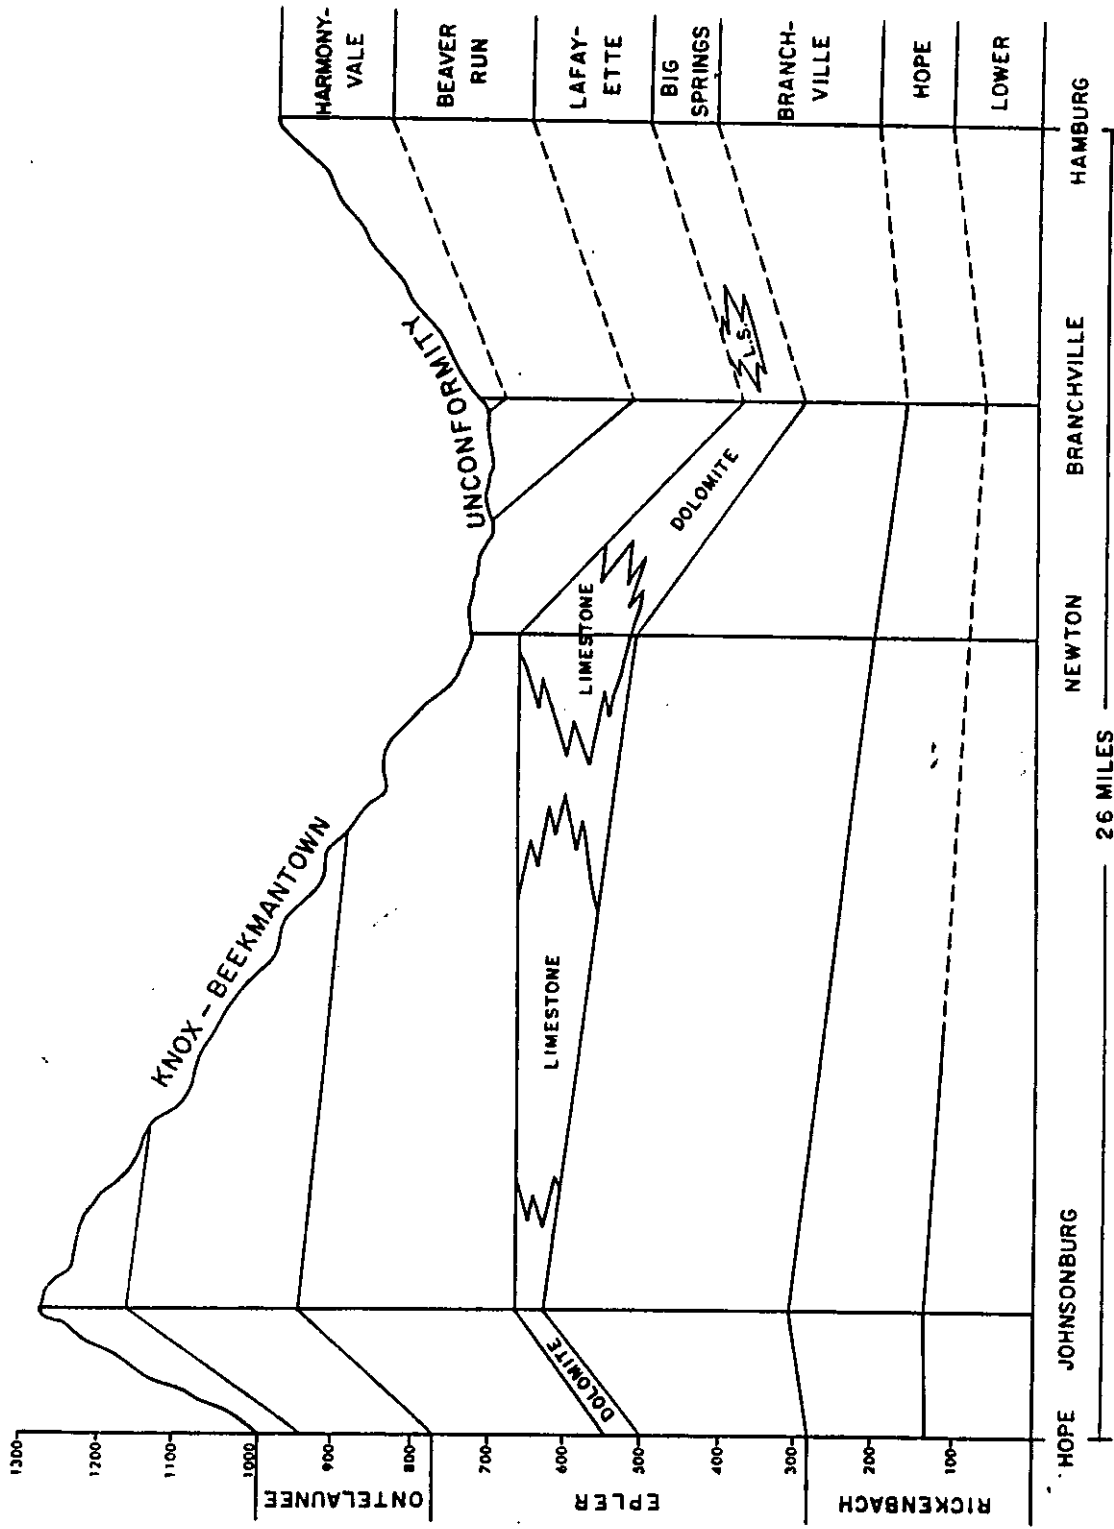 KNOX – BEEKMANTOWN
UNCONFORMITY
1300
1200
1100
1000
900
800
700
600
500
400
300
200
100
ONTELAUNEE
EPLER
RICKENBACH
HARMONY-
VALE
BEAVER
RUN
LAFAY-
ETTE
BIG
SPRINGS
BRANCH-
VILLE
HOPE
LOWER
DOLOMITE
LIMESTONE
LIMESTONE
DOLOMITE
L.S.
HOPE
JOHNSONBURG
NEWTON
BRANCHVILLE
HAMBURG
26 MILES